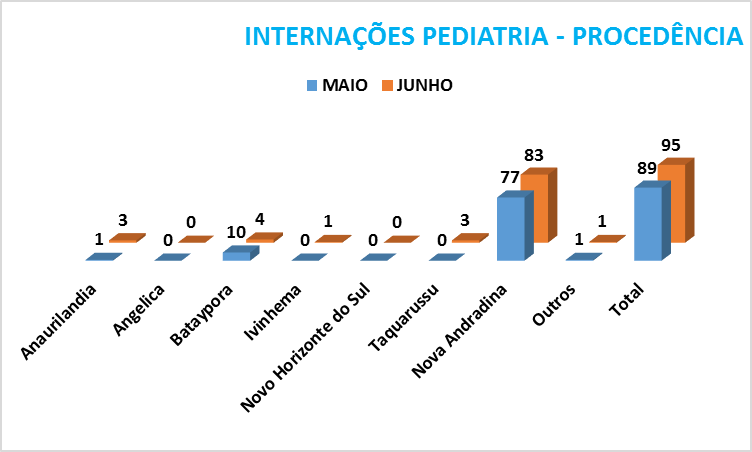 INTERNAÇÕES PEDIATRIA - PROCEDÊNCIA
MAIO JUNHO
1 3 0 0 10 4 0 1 0 0 0 3 77 83 1 1 89 95
Anaurilandia
Angelica
Bataypora
Ivinhema
Novo Horizonte do Sul
Taquarussu
Nova Andradina
Outros
Total